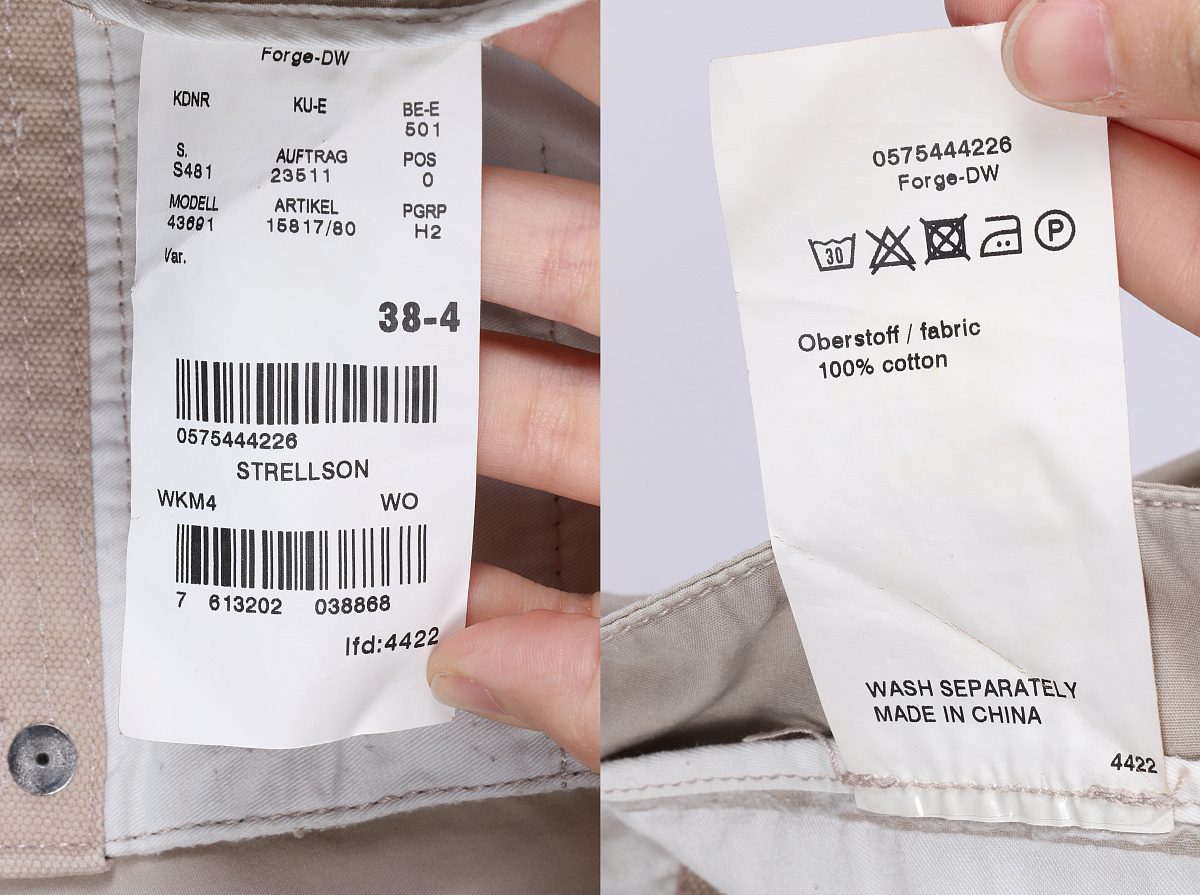 Forge-DW
KDNR KU-E BE-E
501
S. AUFTRAG POS
S481 23511 0
MODELL ARTIKEL PGRP
43691 15817/80 H2
Var.
38-4
0575444226
STRELLSON
WKM4 WO
7 613202 038868
lfd:4422
0575444226
Forge-DW
30 P
Oberstoff / fabric
100% cotton
WASH SEPARATELY
MADE IN CHINA
4422